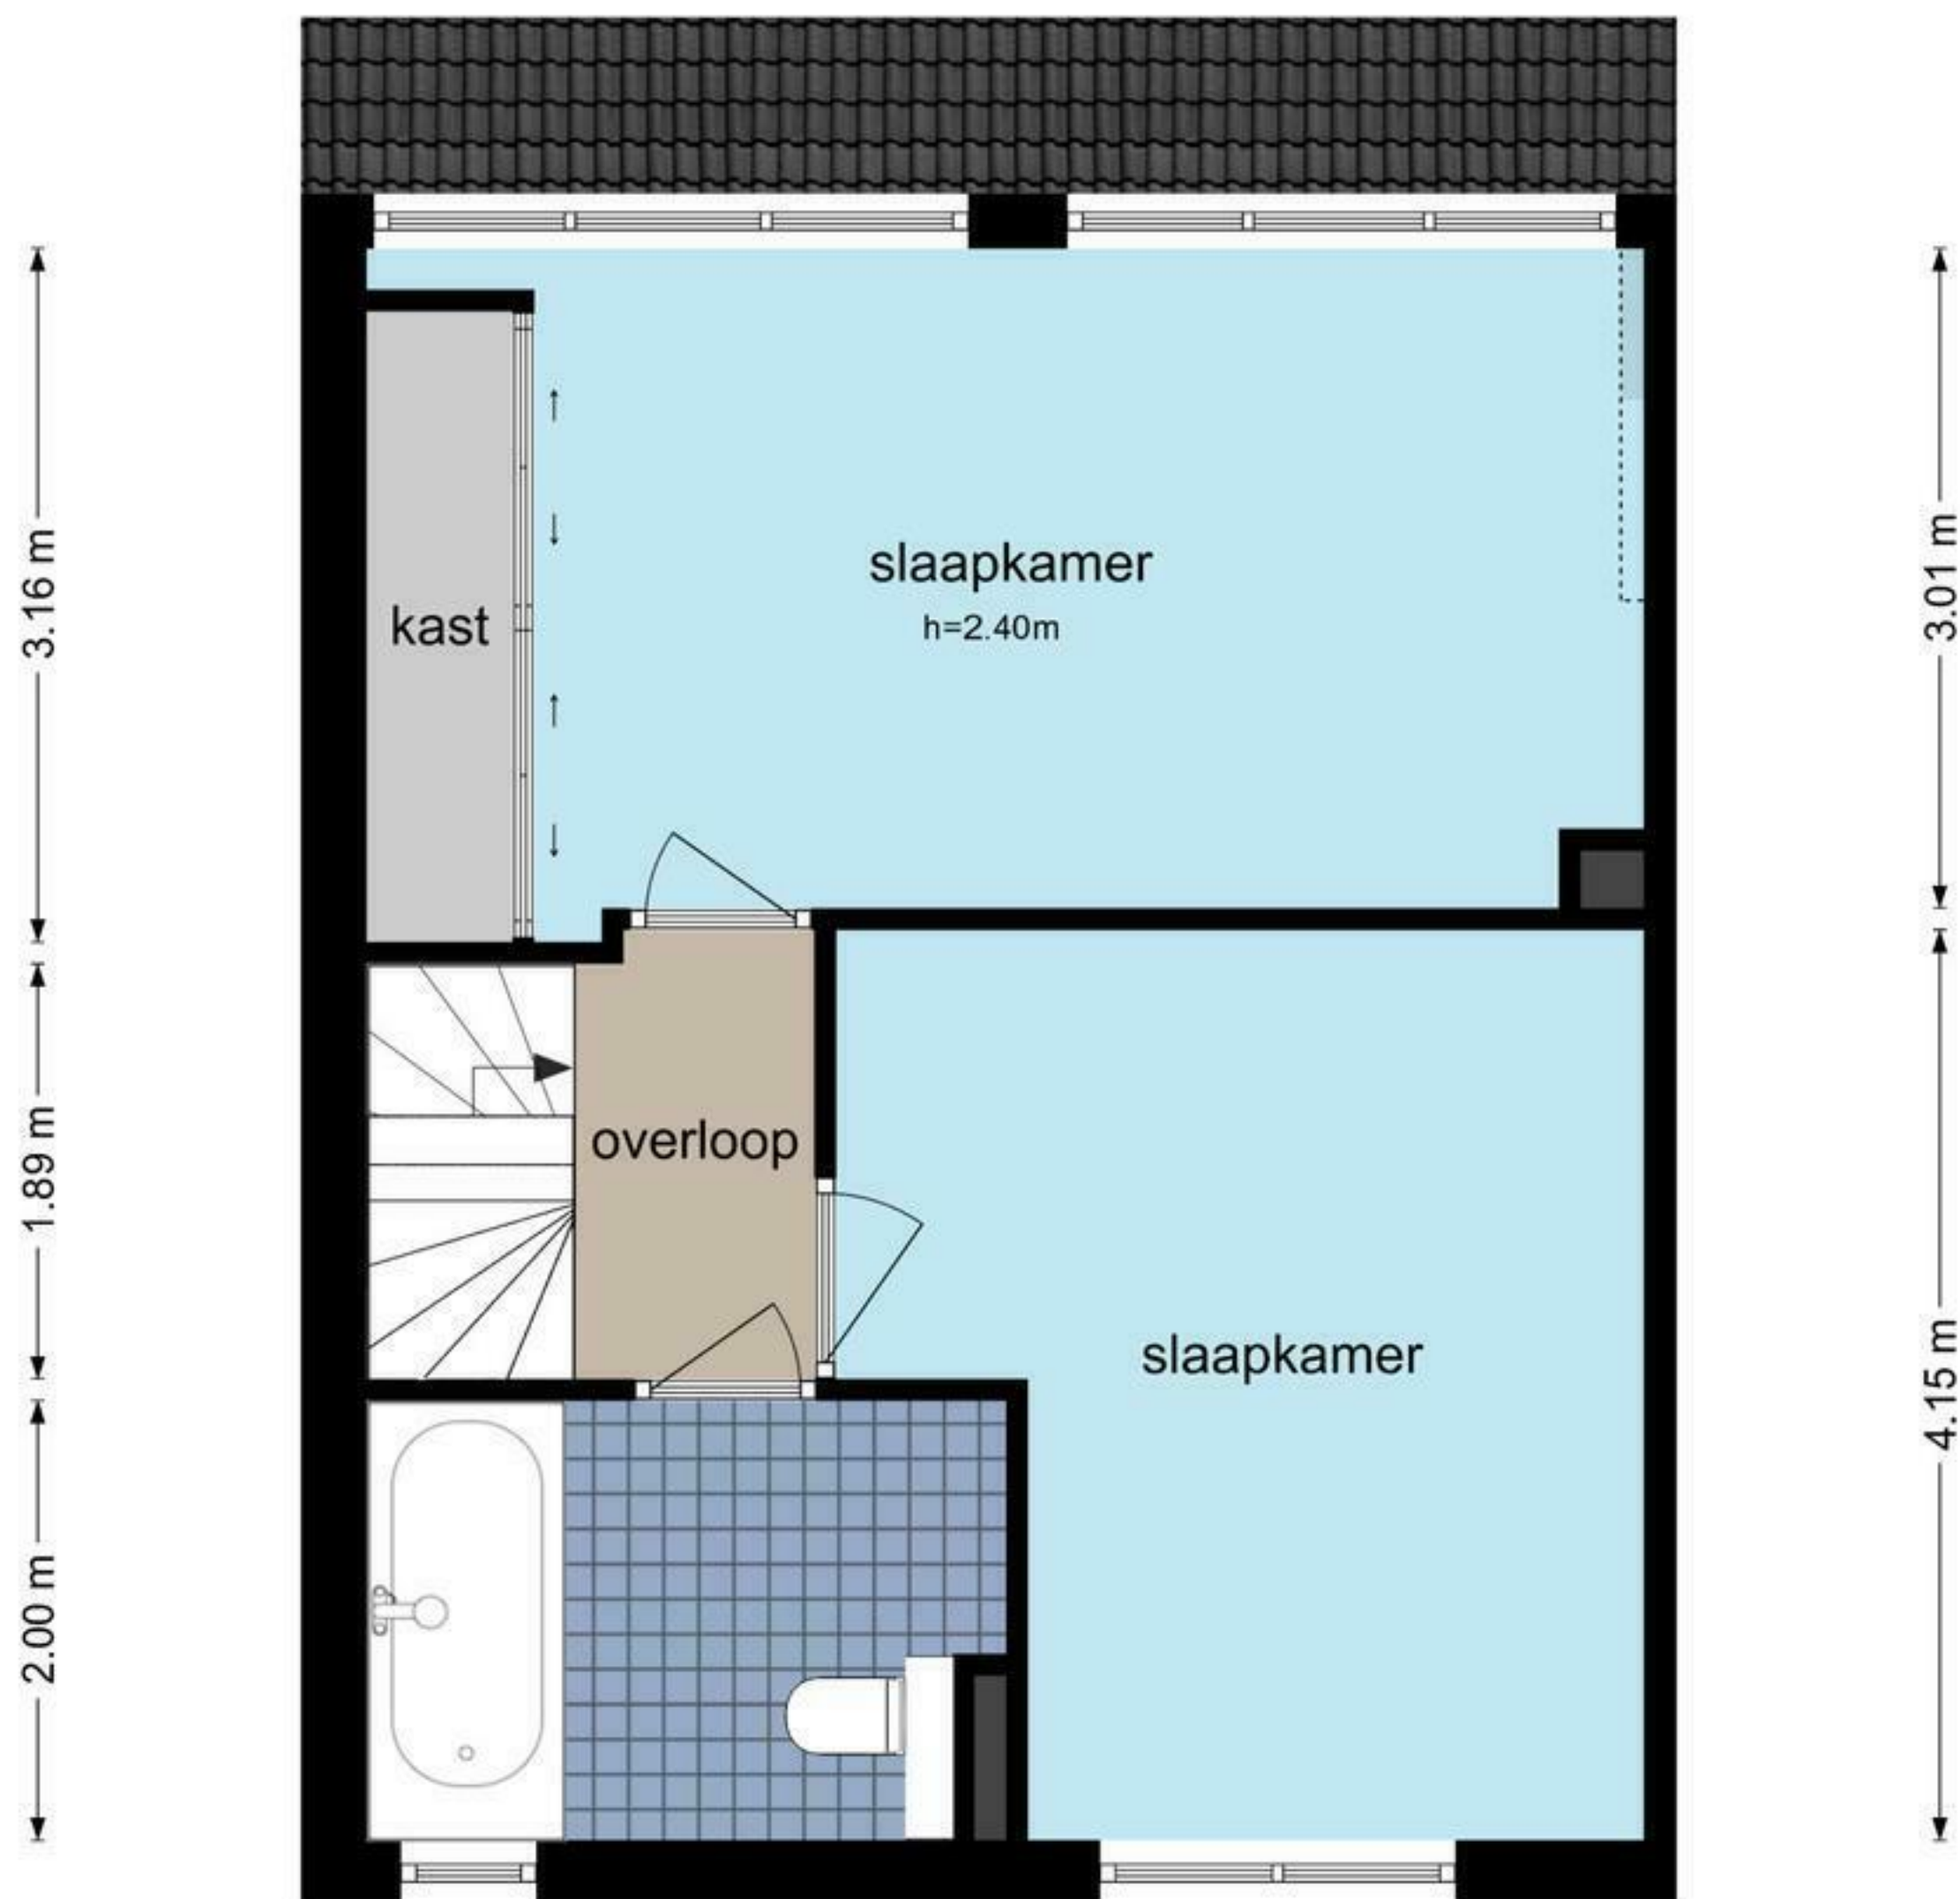 3.16 m
3.01 m
slaapkamer
h=2.40m
kast
overloop
1.89 m
slaapkamer
4.15 m
2.00 m